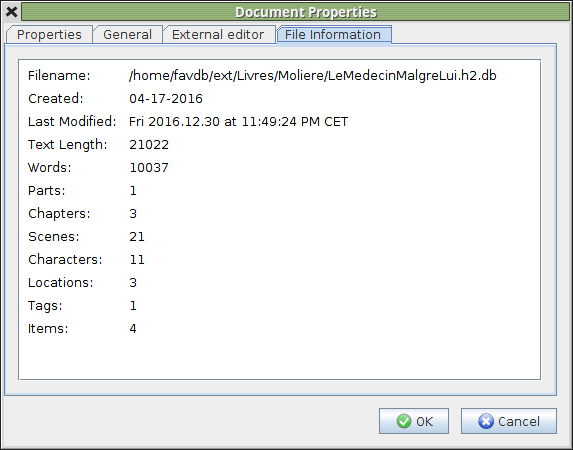 Document Properties
Properties General External editor File Information
Filename: /home/favdb/ext/Livres/Moliere/LeMedecinMalgreLui.h2.db
Created: 04-17-2016
Last Modified: Fri 2016.12.30 at 11:49:24 PM CET
Text Length: 21022
Words: 10037
Parts: 1
Chapters: 3
Scenes: 21
Characters: 11
Locations: 3
Tags: 1
Items: 4
OK Cancel